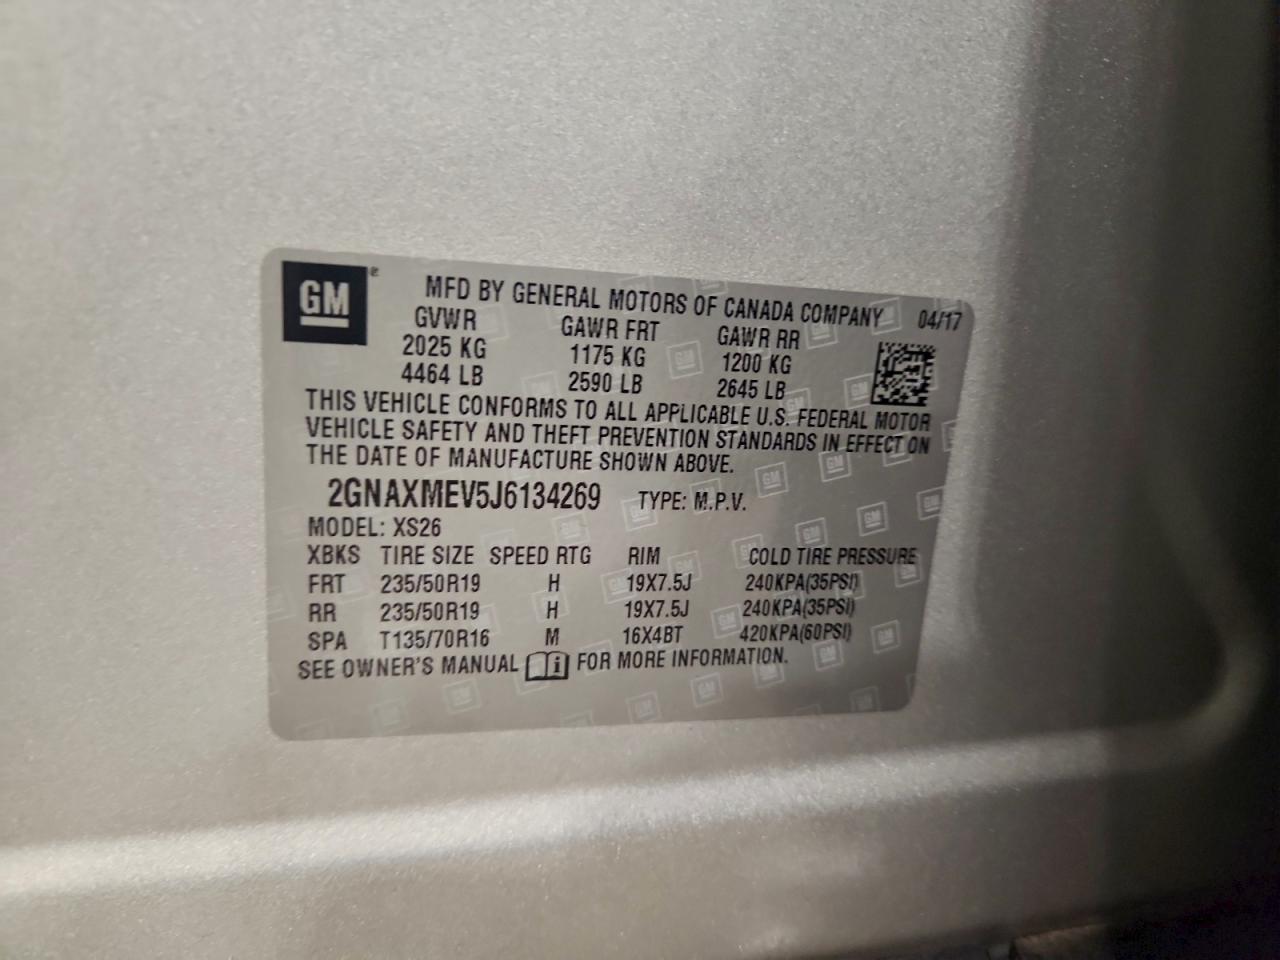 GM ® MFD BY GENERAL MOTORS OF CANADA COMPANY 04/17
GVWR GAWR FRT GAWR RR
2025 KG 1175 KG 1200 KG
4464 LB 2590 LB 2645 LB
THIS VEHICLE CONFORMS TO ALL APPLICABLE U.S. FEDERAL MOTOR
VEHICLE SAFETY AND THEFT PREVENTION STANDARDS IN EFFECT ON
THE DATE OF MANUFACTURE SHOWN ABOVE.
2GNAXMEV5J6134269 TYPE: M.P.V.
MODEL: XS26
XBKS TIRE SIZE SPEED RTG RIM COLD TIRE PRESSURE
FRT 235/50R19 H 19X7.5J 240KPA(35PSI)
RR 235/50R19 H 19X7.5J 240KPA(35PSI)
SPA T135/70R16 M 16X4BT 420KPA(60PSI)
SEE OWNER'S MANUAL i FOR MORE INFORMATION.